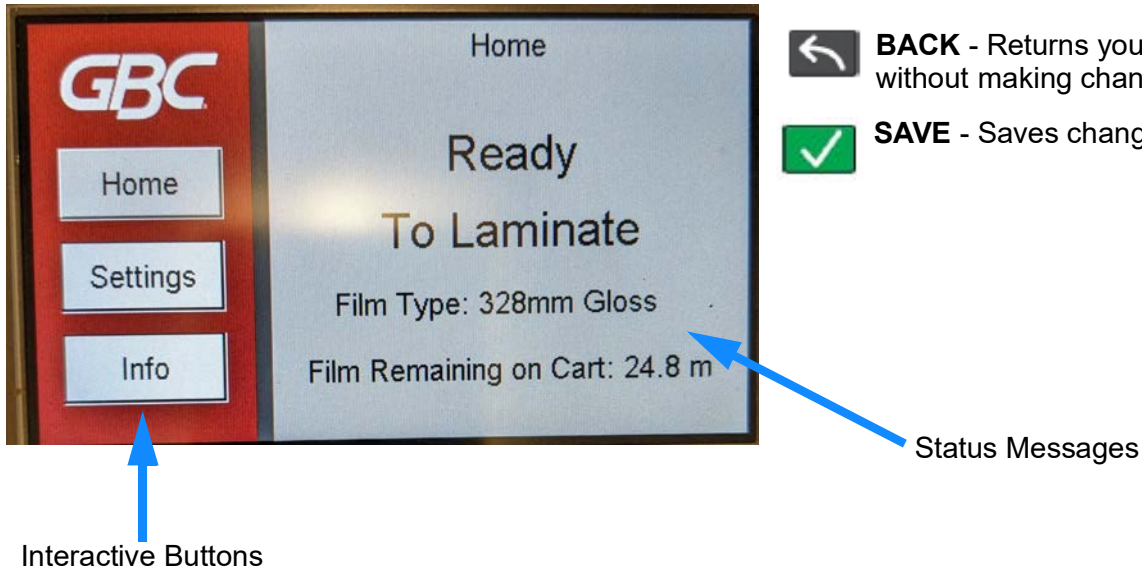 GBC
Home
Settings
Info
Home
Ready
To Laminate
Film Type: 328mm Gloss
Film Remaining on Cart: 24.8 m
BACK - Returns you
without making chan
SAVE - Saves chang
Status Messages
Interactive Buttons